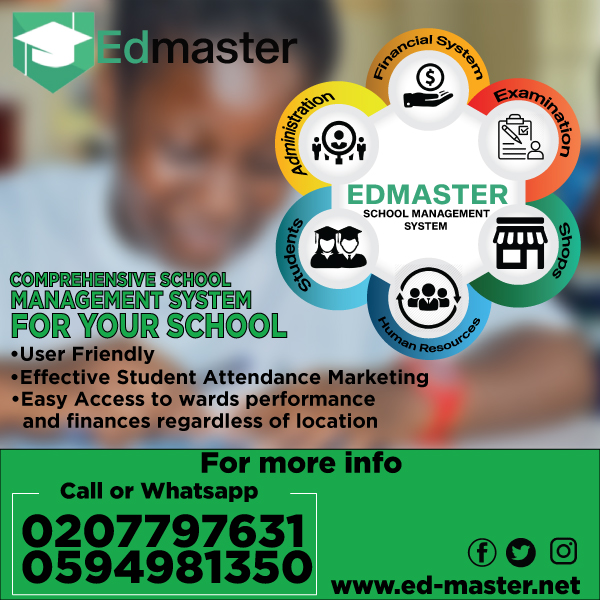 Edmaster
Financial System
Administration
Examination
EDMASTER
SCHOOL MANAGEMENT
SYSTEM
Students
Shops
Human Resources
COMPREHENSIVE SCHOOL
MANAGEMENT SYSTEM
FOR YOUR SCHOOL
•User Friendly
•Effective Student Attendance Marketing
•Easy Access to wards performance
and finances regardless of location
For more info
Call or Whatsapp
0207797631
0594981350
www.ed-master.net